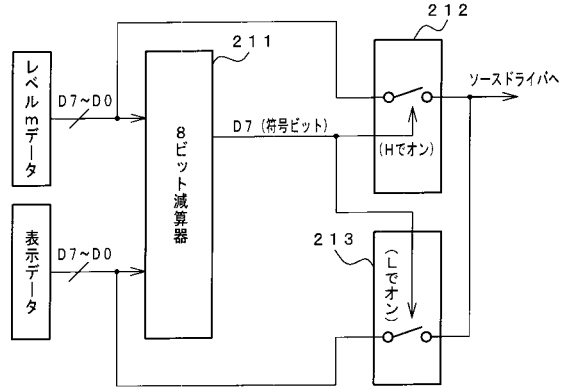 レベルmデータ
D7~D0
211
8ビット減算器
D7(符号ビット)
212
(Hでオン)
ソースドライバへ
表示データ
D7~D0
213
(Lでオン)